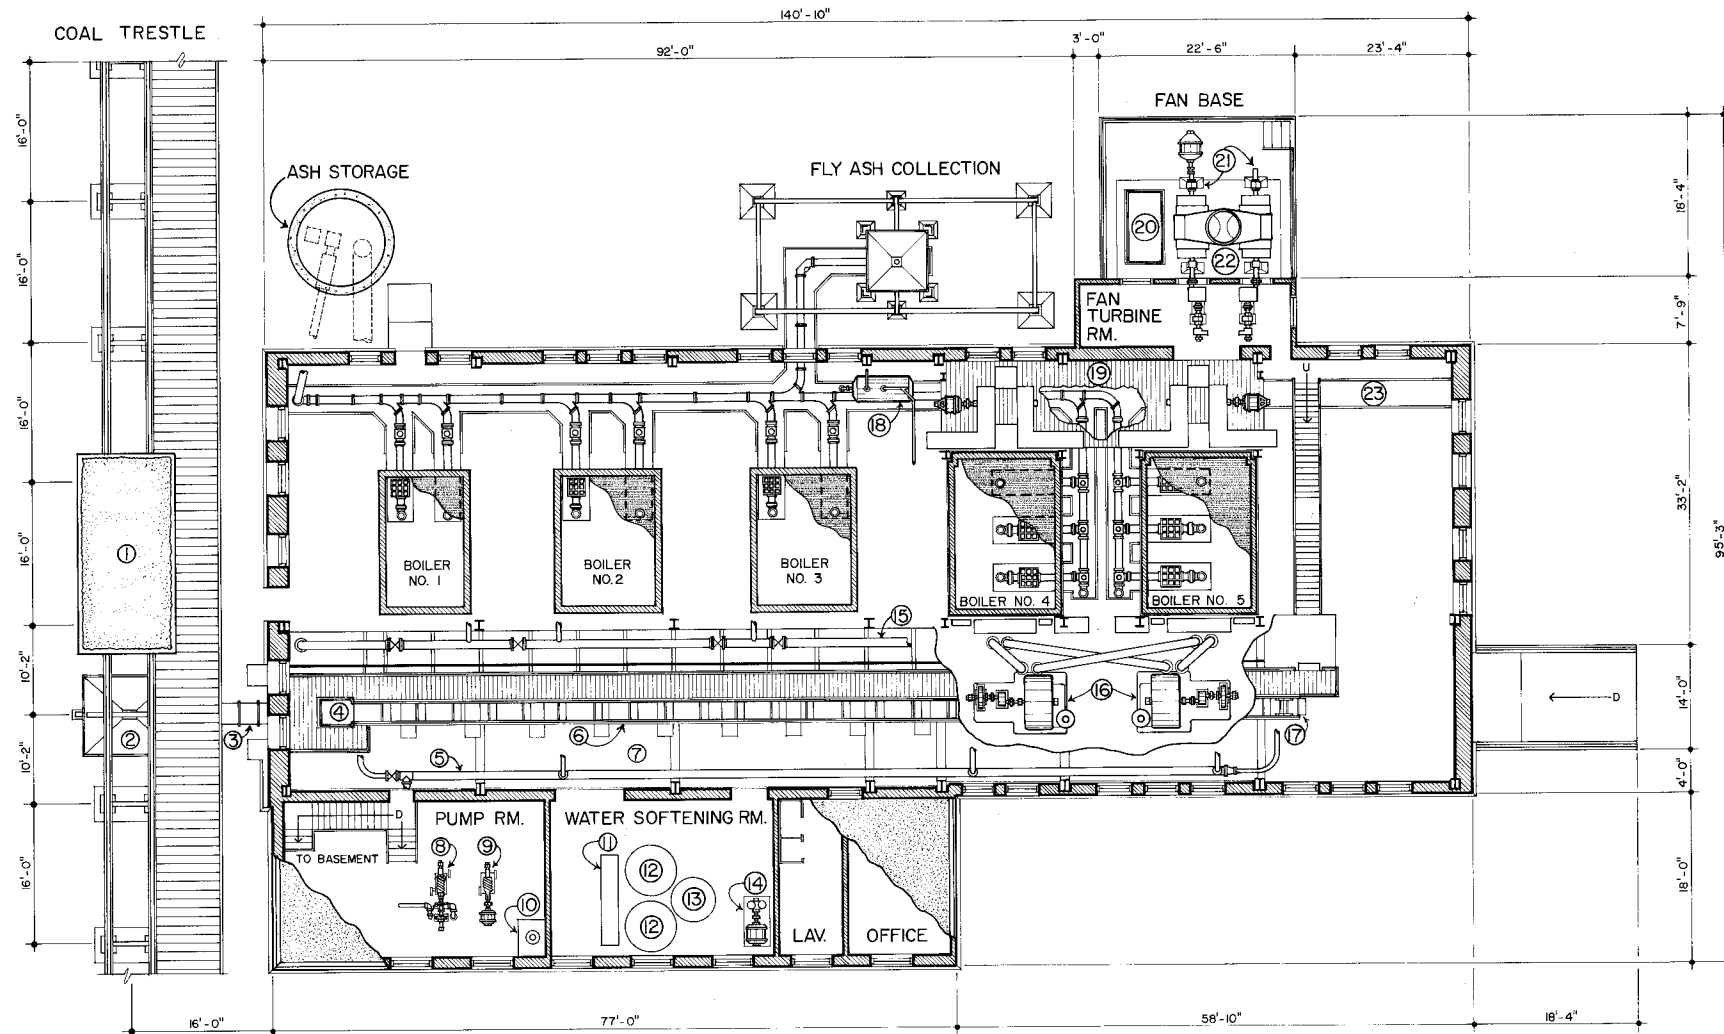 140'-10"
COAL TRESTLE
92'-0"
3'-0"
22'-6"
23'-4"
FAN BASE
16'-0"
ASH STORAGE
FLY ASH COLLECTION
21
18'-4"
20
22
16'-0"
FAN
TURBINE
RM.
7'-9"
16'-0"
19
U
23
18
16'-0"
33'-2"
95'-3"
1
BOILER
NO. 1
BOILER
NO. 2
BOILER
NO. 3
16'-0"
BOILER NO. 4
BOILER NO. 5
15
10'-2"
16
14'-0"
D
4
2
3
6
7
17
5
10'-2"
4'-0"
D
PUMP RM.
WATER SOFTENING RM.
TO BASEMENT
8
9
11
12
13
14
16'-0"
18'-0"
10
12
LAV.
OFFICE
16'-0"
77'-0"
58'-10"
18'-4"